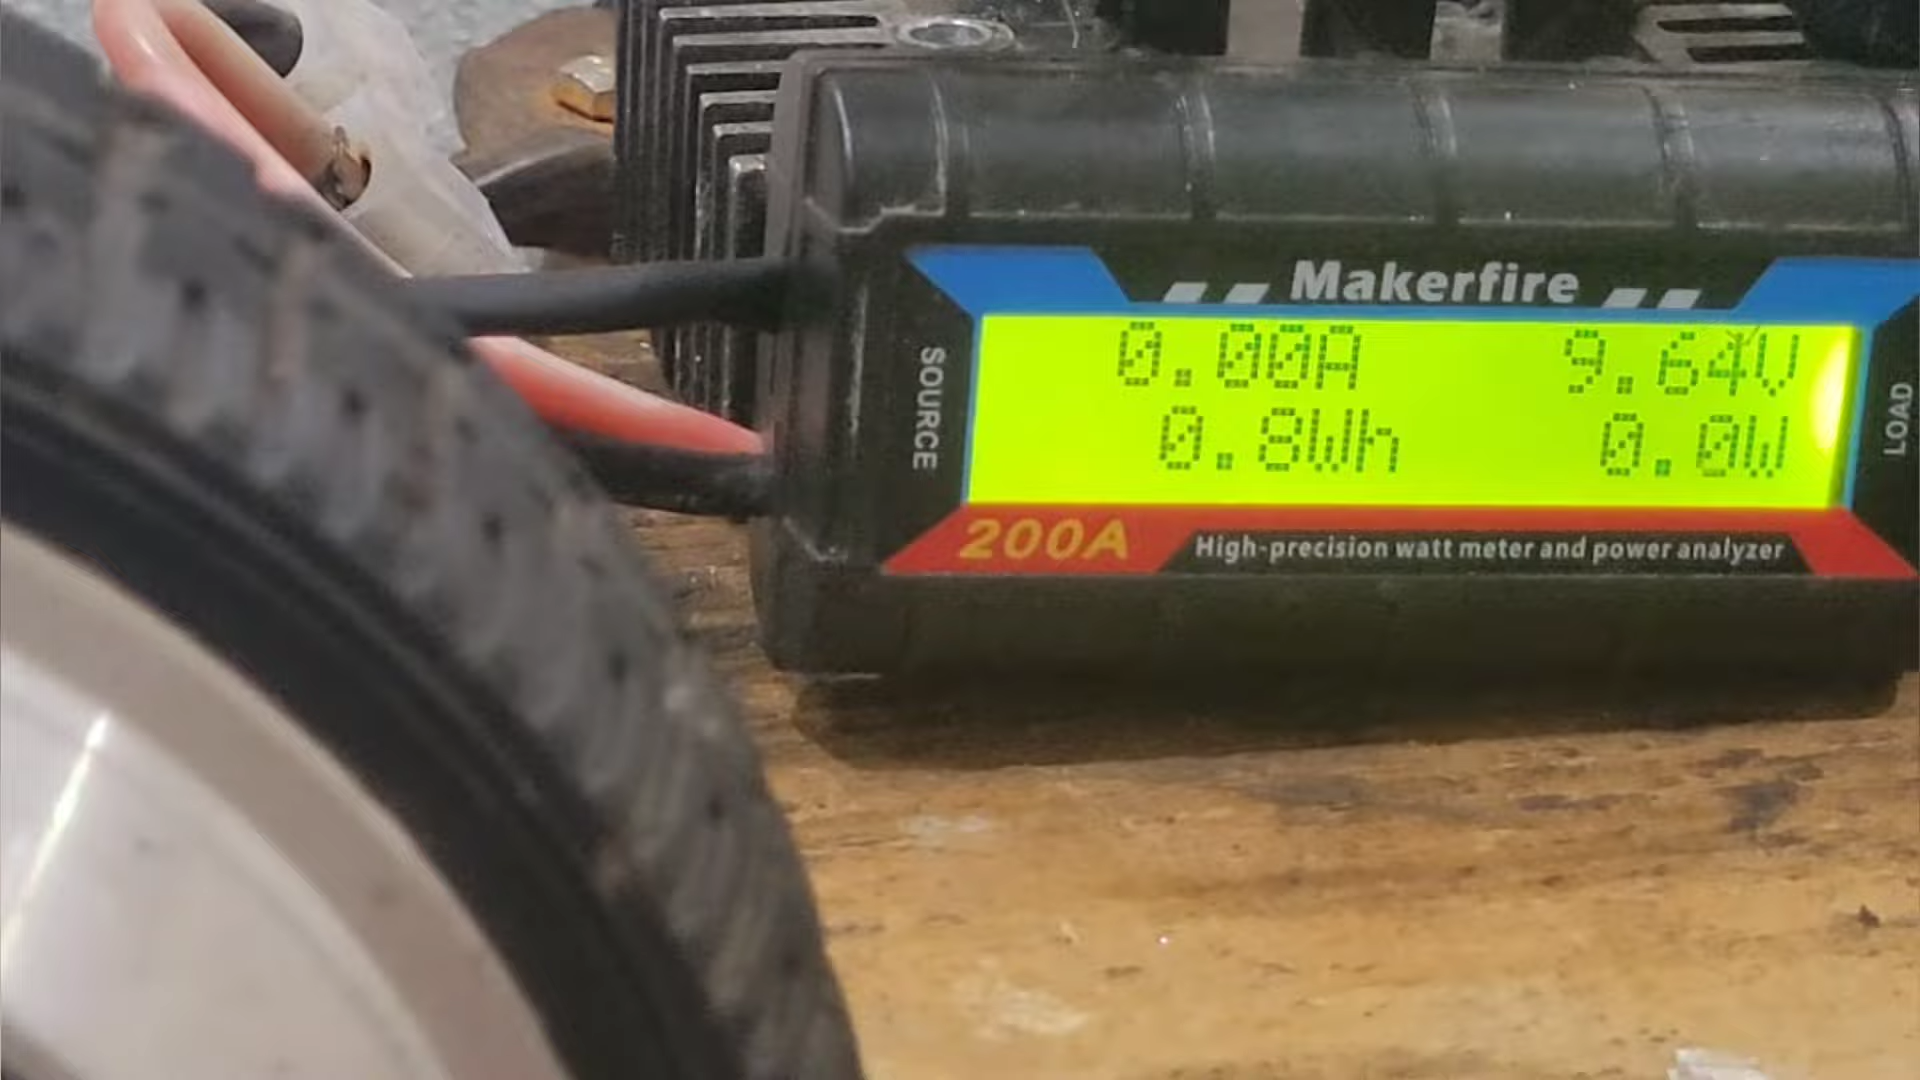 Makerfire
SOURCE
0.00A 9.64V
0.8Wh 0.0W
LOAD
200A
High-precision watt meter and power analyzer